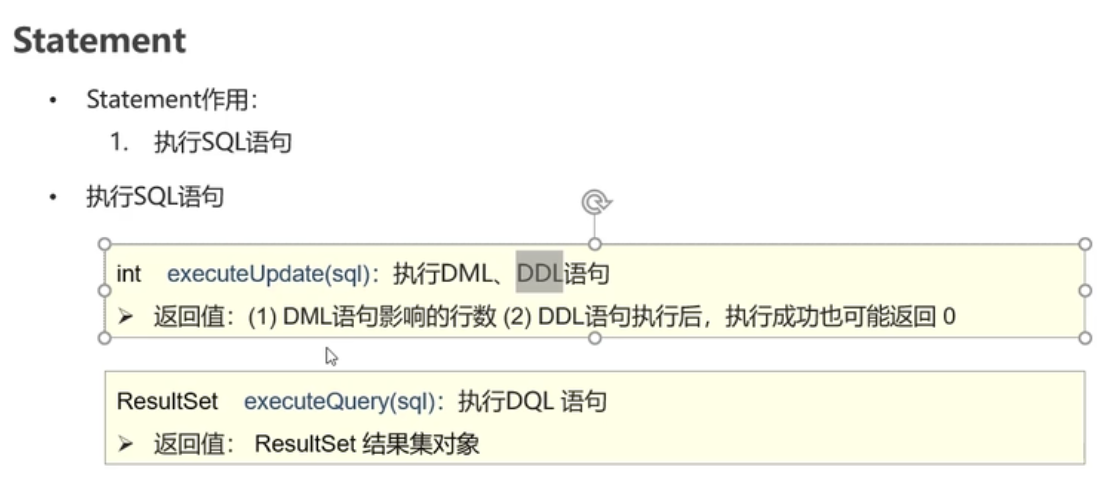 Statement
• Statement作用：
1. 执行SQL语句
• 执行SQL语句
int executeUpdate(sql)：执行DML、DDL语句
➢ 返回值：(1) DML语句影响的行数 (2) DDL语句执行后，执行成功也可能返回 0
ResultSet executeQuery(sql)：执行DQL 语句
➢ 返回值： ResultSet 结果集对象